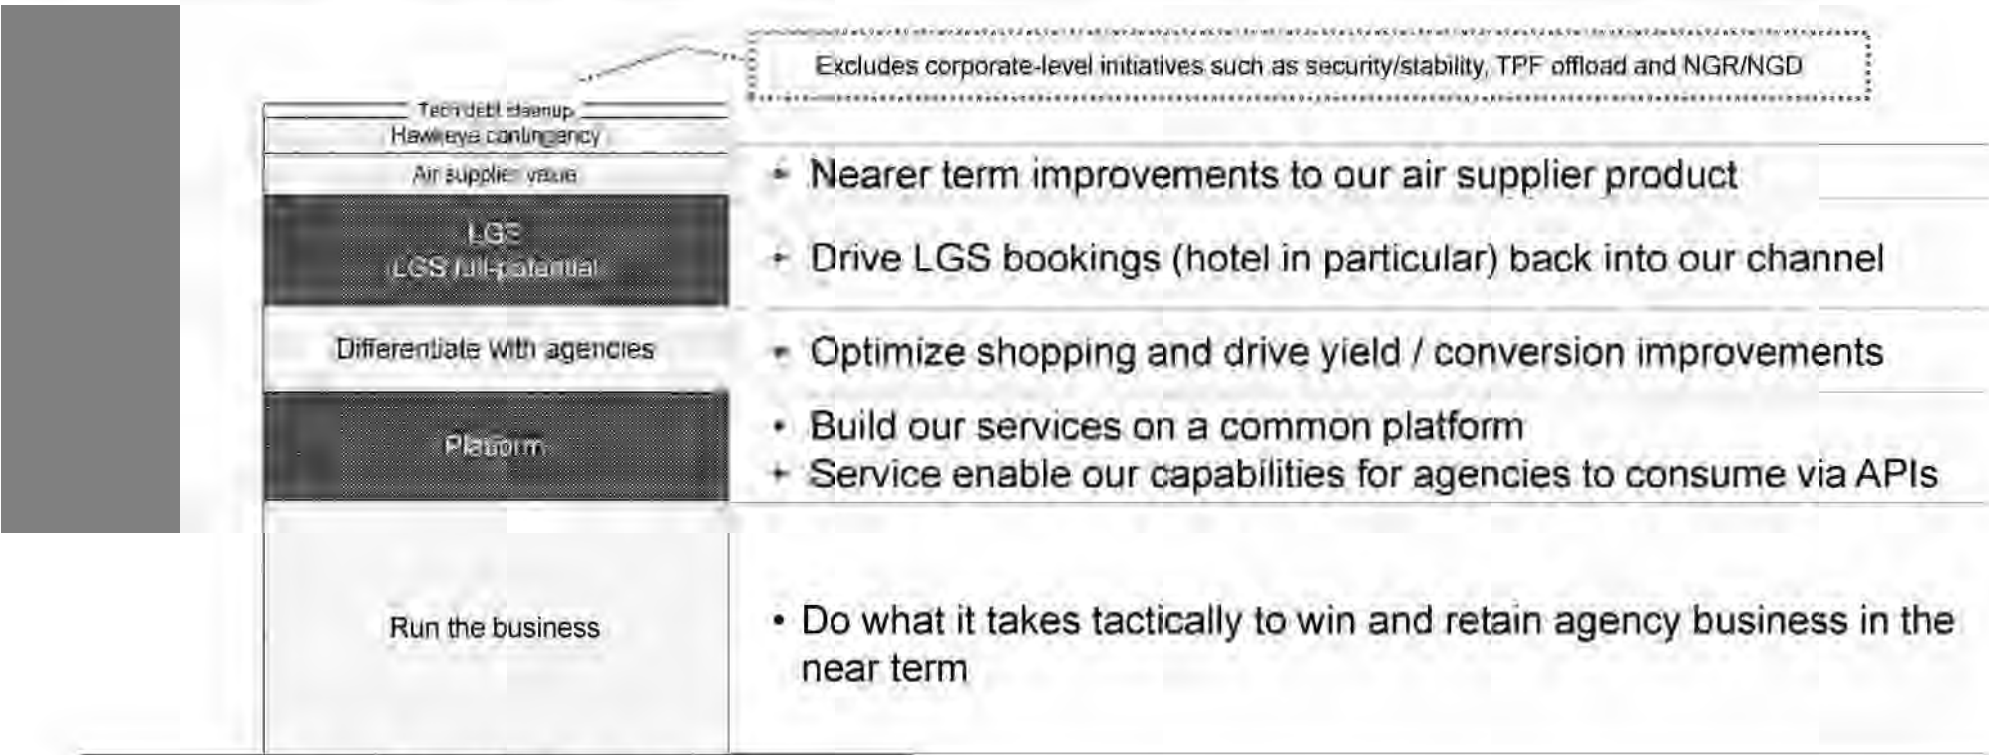 Excludes corporate-level initiatives such as security/stability, TPF offload and NGR/NGD
Tech debt cleanup
Hawkeye contingency
Air supplier value
• Nearer term improvements to our air supplier product
LGS
LGS full-potential
• Drive LGS bookings (hotel in particular) back into our channel
Differentiate with agencies
• Optimize shopping and drive yield / conversion improvements
Platform
• Build our services on a common platform
• Service enable our capabilities for agencies to consume via APIs
Run the business
• Do what it takes tactically to win and retain agency business in the
near term